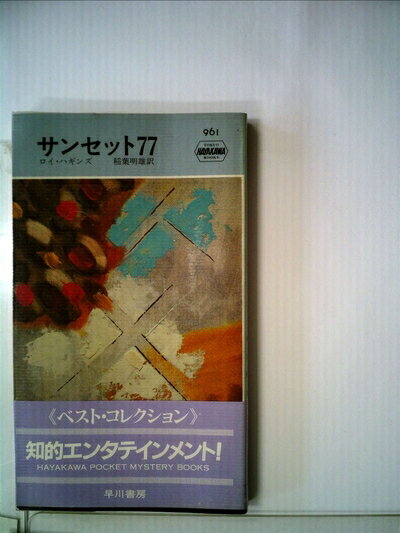 961
サンセット77
ロイ・ハギンズ 稲葉明雄訳
TOKYO
HAYAKAWA
BOOKS
《ベスト・コレクション》
知的エンタテインメント!
HAYAKAWA POCKET MYSTERY BOOKS
早川書房